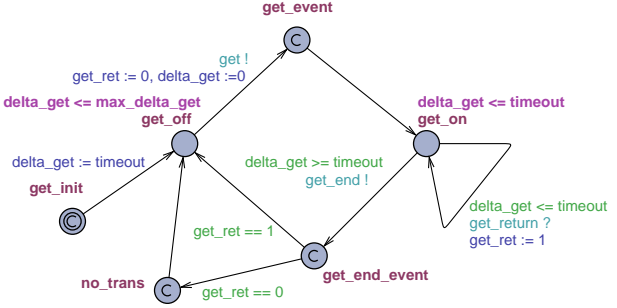 get_event
C
get !
get_ret := 0, delta_get :=0
delta_get <= max_delta_get
get_off
delta_get <= timeout
get_on
delta_get := timeout
get_init
C
delta_get >= timeout
get_end !
delta_get <= timeout
get_return ?
get_ret := 1
get_ret == 1
C
get_end_event
no_trans
C
get_ret == 0